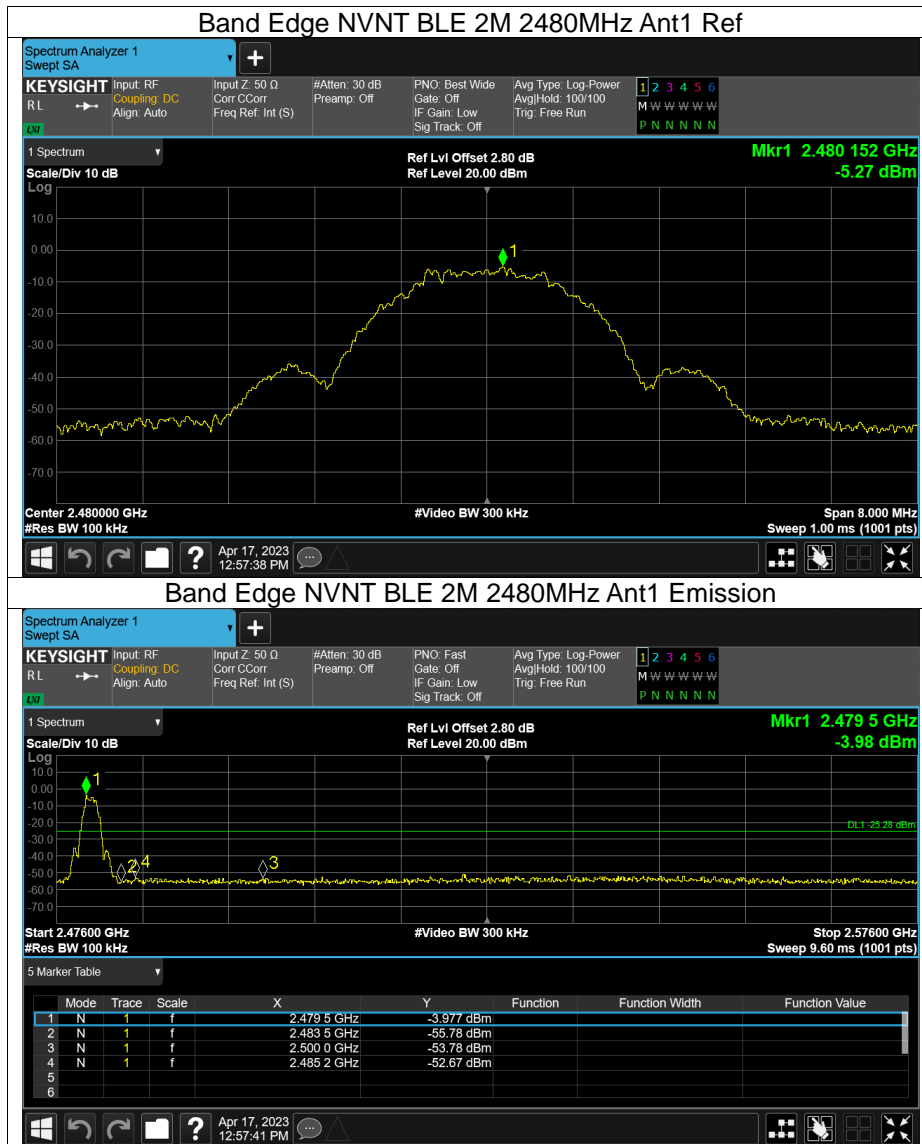 Band Edge NVNT BLE 2M 2480MHz Ant1 Ref
Spectrum Analyzer 1
Swept SA
+
KEYSIGHT Input: RF Input Z: 50 Ω #Atten: 30 dB PNO: Best Wide Avg Type: Log-Power 1 2 3 4 5 6
R L Coupling: DC Corr CCorr Preamp: Off Gate: Off Avg|Hold: 100/100 M W W W W W
Align: Auto Freq Ref: Int (S) IF Gain: Low Trig: Free Run P N N N N N
LXI Sig Track: Off
1 Spectrum Ref Lvl Offset 2.80 dB Mkr1 2.480 152 GHz
Scale/Div 10 dB Ref Level 20.00 dBm -5.27 dBm
Log
10.0
0.00
1
-10.0
-20.0
-30.0
-40.0
-50.0
-60.0
-70.0
Center 2.480000 GHz #Video BW 300 kHz Span 8.000 MHz
#Res BW 100 kHz Sweep 1.00 ms (1001 pts)
? Apr 17, 2023
12:57:38 PM
Band Edge NVNT BLE 2M 2480MHz Ant1 Emission
Spectrum Analyzer 1
Swept SA
+
KEYSIGHT Input: RF Input Z: 50 Ω #Atten: 30 dB PNO: Fast Avg Type: Log-Power 1 2 3 4 5 6
R L Coupling: DC Corr CCorr Preamp: Off Gate: Off Avg|Hold: 100/100 M W W W W W
Align: Auto Freq Ref: Int (S) IF Gain: Low Trig: Free Run P N N N N N
LXI Sig Track: Off
1 Spectrum Ref Lvl Offset 2.80 dB Mkr1 2.479 5 GHz
Scale/Div 10 dB Ref Level 20.00 dBm -3.98 dBm
Log
10.0 1
0.00
-10.0
-20.0 DL1 -25.28 dBm
-30.0
-40.0 2 4 3
-50.0
-60.0
-70.0
Start 2.47600 GHz #Video BW 300 kHz Stop 2.57600 GHz
#Res BW 100 kHz Sweep 9.60 ms (1001 pts)
5 Marker Table
Mode Trace Scale X Y Function Function Width Function Value
1 N 1 f 2.479 5 GHz -3.977 dBm
2 N 1 f 2.483 5 GHz -55.78 dBm
3 N 1 f 2.500 0 GHz -53.78 dBm
4 N 1 f 2.485 2 GHz -52.67 dBm
5
6
? Apr 17, 2023
12:57:41 PM